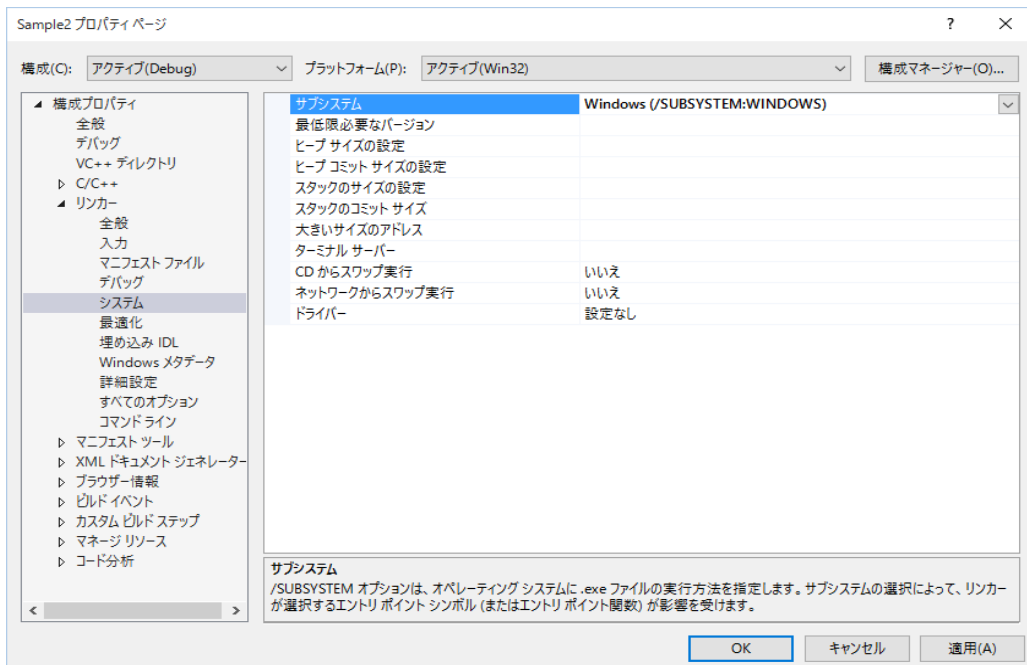 Sample2 プロパティ ページ
? ×
構成(C): アクティブ(Debug) プラットフォーム(P): アクティブ(Win32) 構成マネージャー(O)...
構成プロパティ
全般
デバッグ
VC++ ディレクトリ
C/C++
リンカー
全般
入力
マニフェスト ファイル
デバッグ
システム
最適化
埋め込み IDL
Windows メタデータ
詳細設定
すべてのオプション
コマンド ライン
マニフェスト ツール
XML ドキュメント ジェネレーター
ブラウザー情報
ビルド イベント
カスタム ビルド ステップ
マネージ リソース
コード分析
サブシステム Windows (/SUBSYSTEM:WINDOWS)
最低限必要なバージョン
ヒープ サイズの設定
ヒープ コミット サイズの設定
スタックのサイズの設定
スタックのコミット サイズ
大きいサイズのアドレス
ターミナル サーバー
CD からスワップ実行 いいえ
ネットワークからスワップ実行 いいえ
ドライバー 設定なし
サブシステム
/SUBSYSTEM オプションは、オペレーティング システムに .exe ファイルの実行方法を指定します。サブシステムの選択によって、リンカー
が選択するエントリ ポイント シンボル (またはエントリ ポイント関数) が影響を受けます。
OK キャンセル 適用(A)